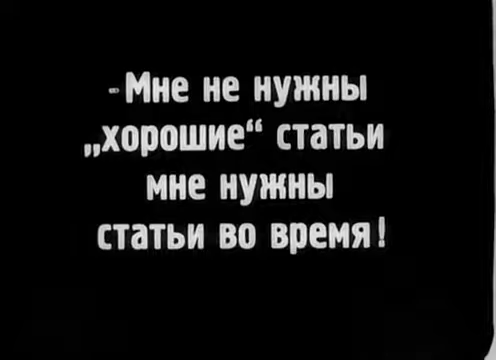 - Мне не нужны
„хорошие“ статьи
мне нужны
статьи во время!